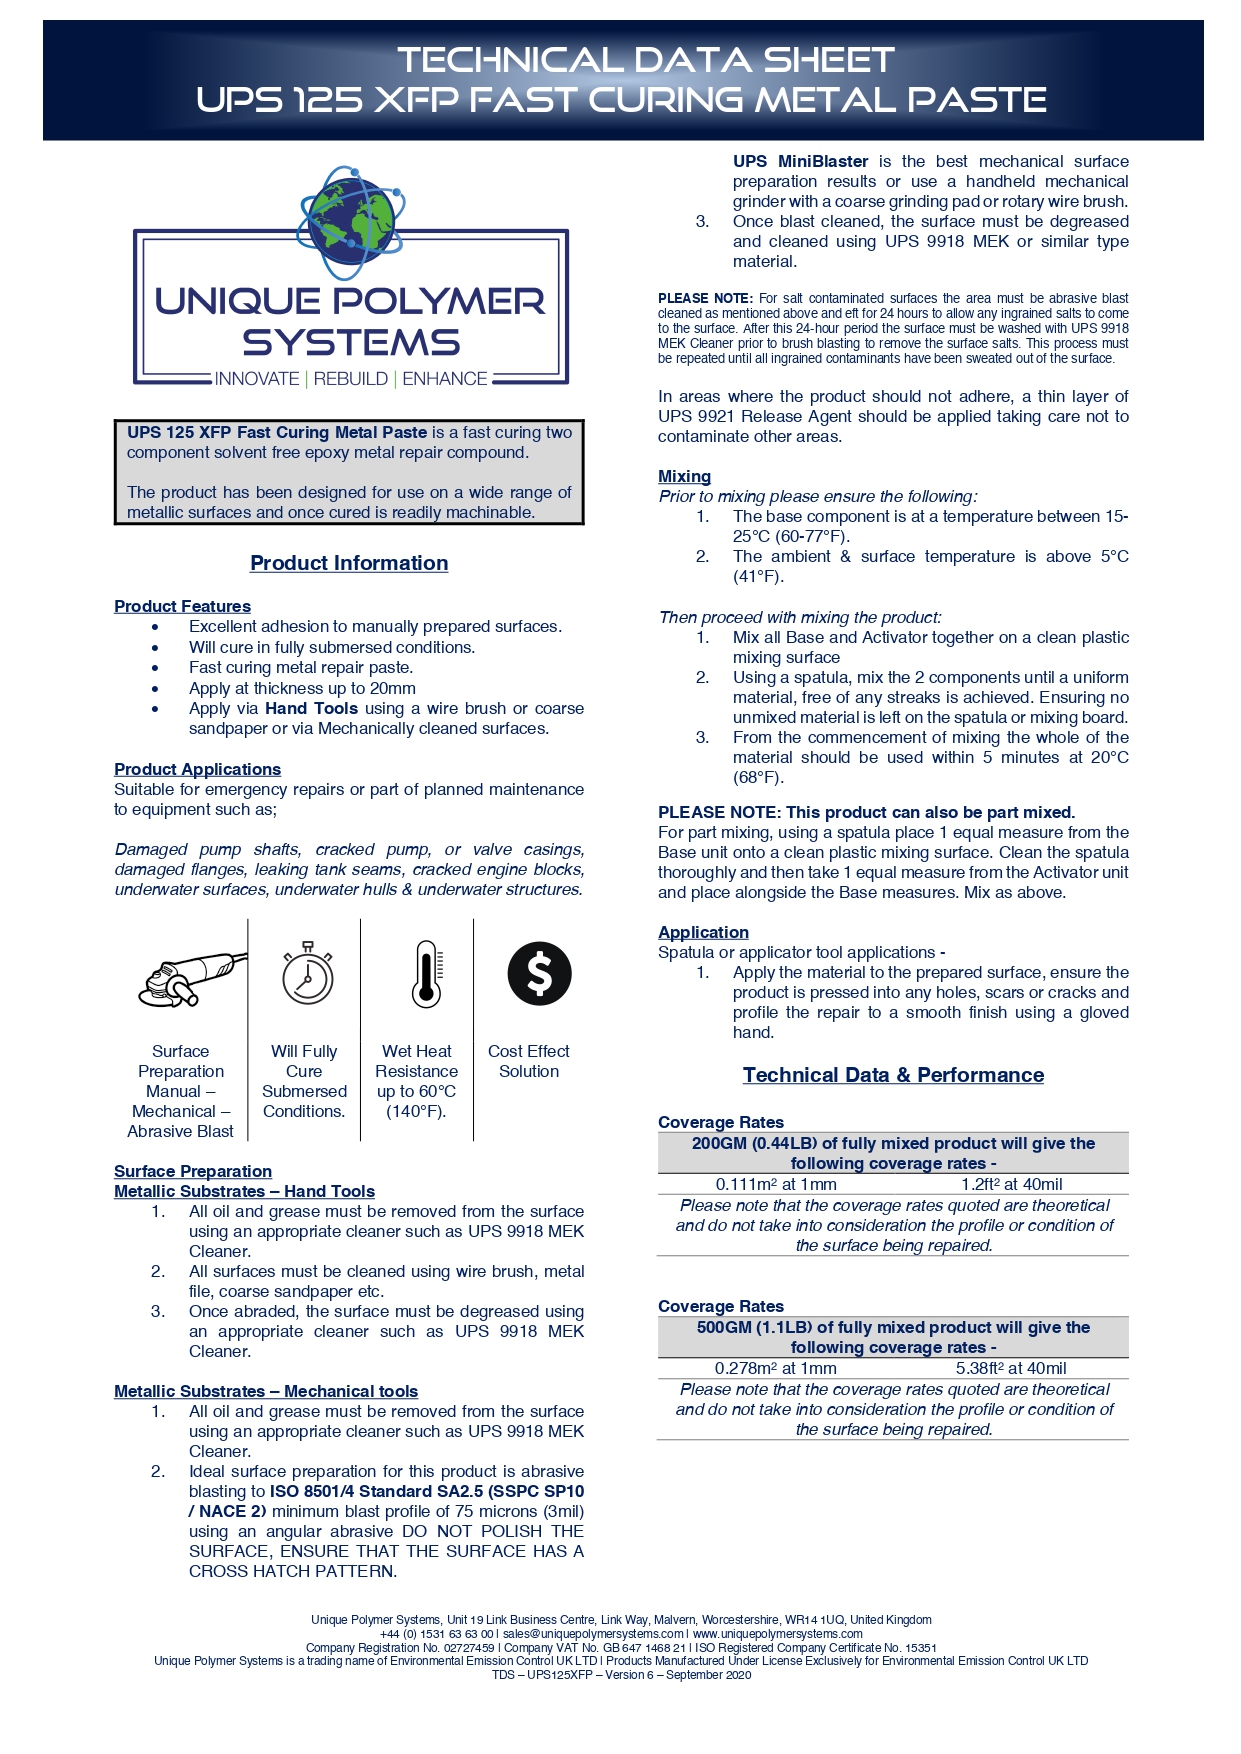 TECHNICAL DATA SHEET
UPS 125 XFP FAST CURING METAL PASTE
UNIQUE POLYMER
SYSTEMS
INNOVATE | REBUILD | ENHANCE
UPS 125 XFP Fast Curing Metal Paste is a fast curing two
component solvent free epoxy metal repair compound.
The product has been designed for use on a wide range of
metallic surfaces and once cured is readily machinable.
Product Information
Product Features
• Excellent adhesion to manually prepared surfaces.
• Will cure in fully submersed conditions.
• Fast curing metal repair paste.
• Apply at thickness up to 20mm
• Apply via Hand Tools using a wire brush or coarse
sandpaper or via Mechanically cleaned surfaces.
Product Applications
Suitable for emergency repairs or part of planned maintenance
to equipment such as;
Damaged pump shafts, cracked pump, or valve casings,
damaged flanges, leaking tank seams, cracked engine blocks,
underwater surfaces, underwater hulls & underwater structures.
$
Surface
Preparation
Manual –
Mechanical –
Abrasive Blast
Will Fully
Cure
Submersed
Conditions.
Wet Heat
Resistance
up to 60°C
(140°F).
Cost Effect
Solution
Surface Preparation
Metallic Substrates – Hand Tools
1. All oil and grease must be removed from the surface
using an appropriate cleaner such as UPS 9918 MEK
Cleaner.
2. All surfaces must be cleaned using wire brush, metal
file, coarse sandpaper etc.
3. Once abraded, the surface must be degreased using
an appropriate cleaner such as UPS 9918 MEK
Cleaner.
Metallic Substrates – Mechanical tools
1. All oil and grease must be removed from the surface
using an appropriate cleaner such as UPS 9918 MEK
Cleaner.
2. Ideal surface preparation for this product is abrasive
blasting to ISO 8501/4 Standard SA2.5 (SSPC SP10
/ NACE 2) minimum blast profile of 75 microns (3mil)
using an angular abrasive DO NOT POLISH THE
SURFACE, ENSURE THAT THE SURFACE HAS A
CROSS HATCH PATTERN.
UPS MiniBlaster is the best mechanical surface
preparation results or use a handheld mechanical
grinder with a coarse grinding pad or rotary wire brush.
3. Once blast cleaned, the surface must be degreased
and cleaned using UPS 9918 MEK or similar type
material.
PLEASE NOTE: For salt contaminated surfaces the area must be abrasive blast
cleaned as mentioned above and eft for 24 hours to allow any ingrained salts to come
to the surface. After this 24-hour period the surface must be washed with UPS 9918
MEK Cleaner prior to brush blasting to remove the surface salts. This process must
be repeated until all ingrained contaminants have been sweated out of the surface.
In areas where the product should not adhere, a thin layer of
UPS 9921 Release Agent should be applied taking care not to
contaminate other areas.
Mixing
Prior to mixing please ensure the following:
1. The base component is at a temperature between 15-
25°C (60-77°F).
2. The ambient & surface temperature is above 5°C
(41°F).
Then proceed with mixing the product:
1. Mix all Base and Activator together on a clean plastic
mixing surface
2. Using a spatula, mix the 2 components until a uniform
material, free of any streaks is achieved. Ensuring no
unmixed material is left on the spatula or mixing board.
3. From the commencement of mixing the whole of the
material should be used within 5 minutes at 20°C
(68°F).
PLEASE NOTE: This product can also be part mixed.
For part mixing, using a spatula place 1 equal measure from the
Base unit onto a clean plastic mixing surface. Clean the spatula
thoroughly and then take 1 equal measure from the Activator unit
and place alongside the Base measures. Mix as above.
Application
Spatula or applicator tool applications -
1. Apply the material to the prepared surface, ensure the
product is pressed into any holes, scars or cracks and
profile the repair to a smooth finish using a gloved
hand.
Technical Data & Performance
Coverage Rates
200GM (0.44LB) of fully mixed product will give the
following coverage rates -
0.111m² at 1mm 1.2ft² at 40mil
Please note that the coverage rates quoted are theoretical
and do not take into consideration the profile or condition of
the surface being repaired.
Coverage Rates
500GM (1.1LB) of fully mixed product will give the
following coverage rates -
0.278m² at 1mm 5.38ft² at 40mil
Please note that the coverage rates quoted are theoretical
and do not take into consideration the profile or condition of
the surface being repaired.
Unique Polymer Systems, Unit 19 Link Business Centre, Link Way, Malvern, Worcestershire, WR14 1UQ, United Kingdom
+44 (0) 1531 63 63 00 | sales@uniquepolymersystems.com | www.uniquepolymersystems.com
Company Registration No. 02727459 | Company VAT No. GB 647 1468 21 | ISO Registered Company Certificate No. 15351
Unique Polymer Systems is a trading name of Environmental Emission Control UK LTD | Products Manufactured Under License Exclusively for Environmental Emission Control UK LTD
TDS – UPS125XFP – Version 6 – September 2020